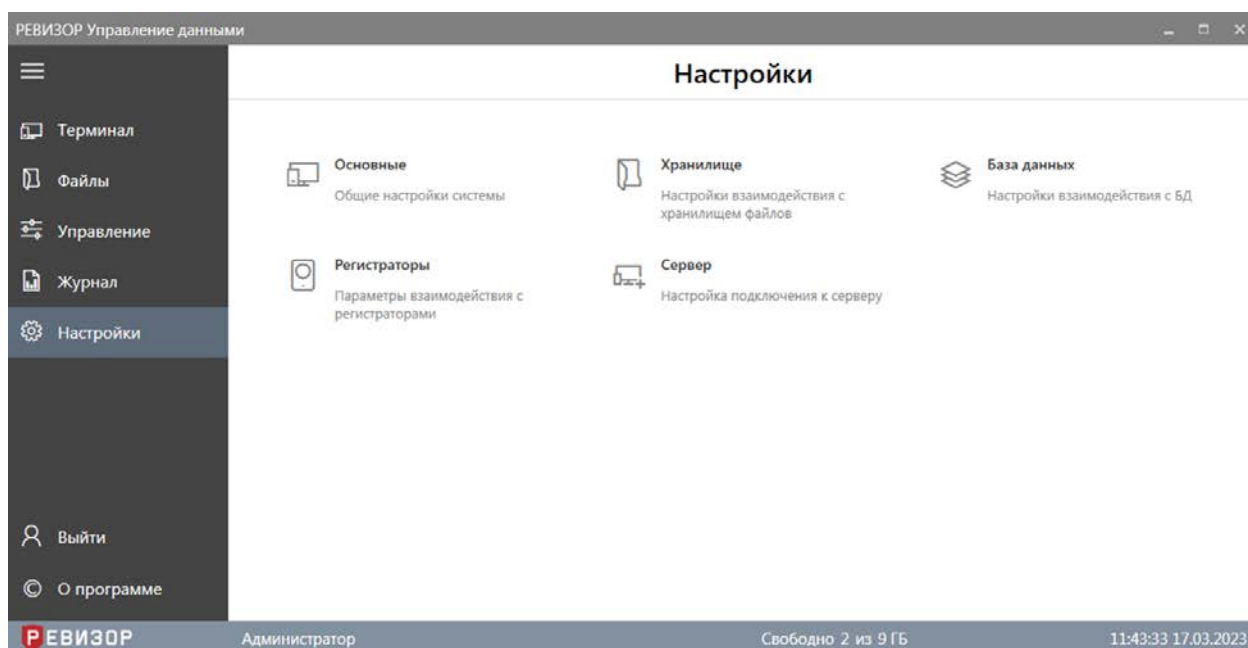 РЕВИЗОР Управление данными
Настройки
Терминал
Файлы
Управление
Журнал
Настройки
Основные
Общие настройки системы
Хранилище
Настройки взаимодействия с
хранилищем файлов
База данных
Настройки взаимодействия с БД
Регистраторы
Параметры взаимодействия с
регистраторами
Сервер
Настройка подключения к серверу
Выйти
О программе
РЕВИЗОР
Администратор
Свободно 2 из 9 ГБ
11:43:33 17.03.2023